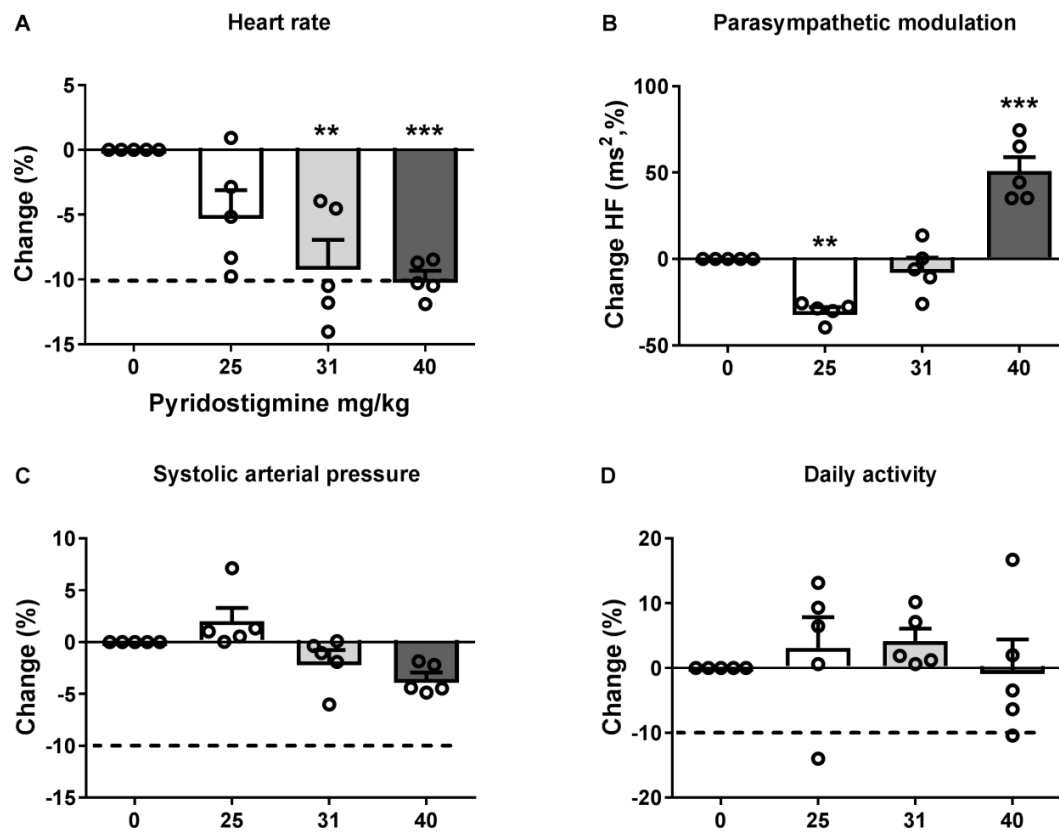 A
Heart rate
5
0
-5
-10
-15
Change (%)
**
***
0 25 31 40
Pyridostigmine mg/kg
B
Parasympathetic modulation
100
50
0
-50
Change HF (ms²,%)
**
***
0 25 31 40
C
Systolic arterial pressure
10
5
0
-5
-10
-15
Change (%)
0 25 31 40
D
Daily activity
20
10
0
-10
-20
Change (%)
0 25 31 40